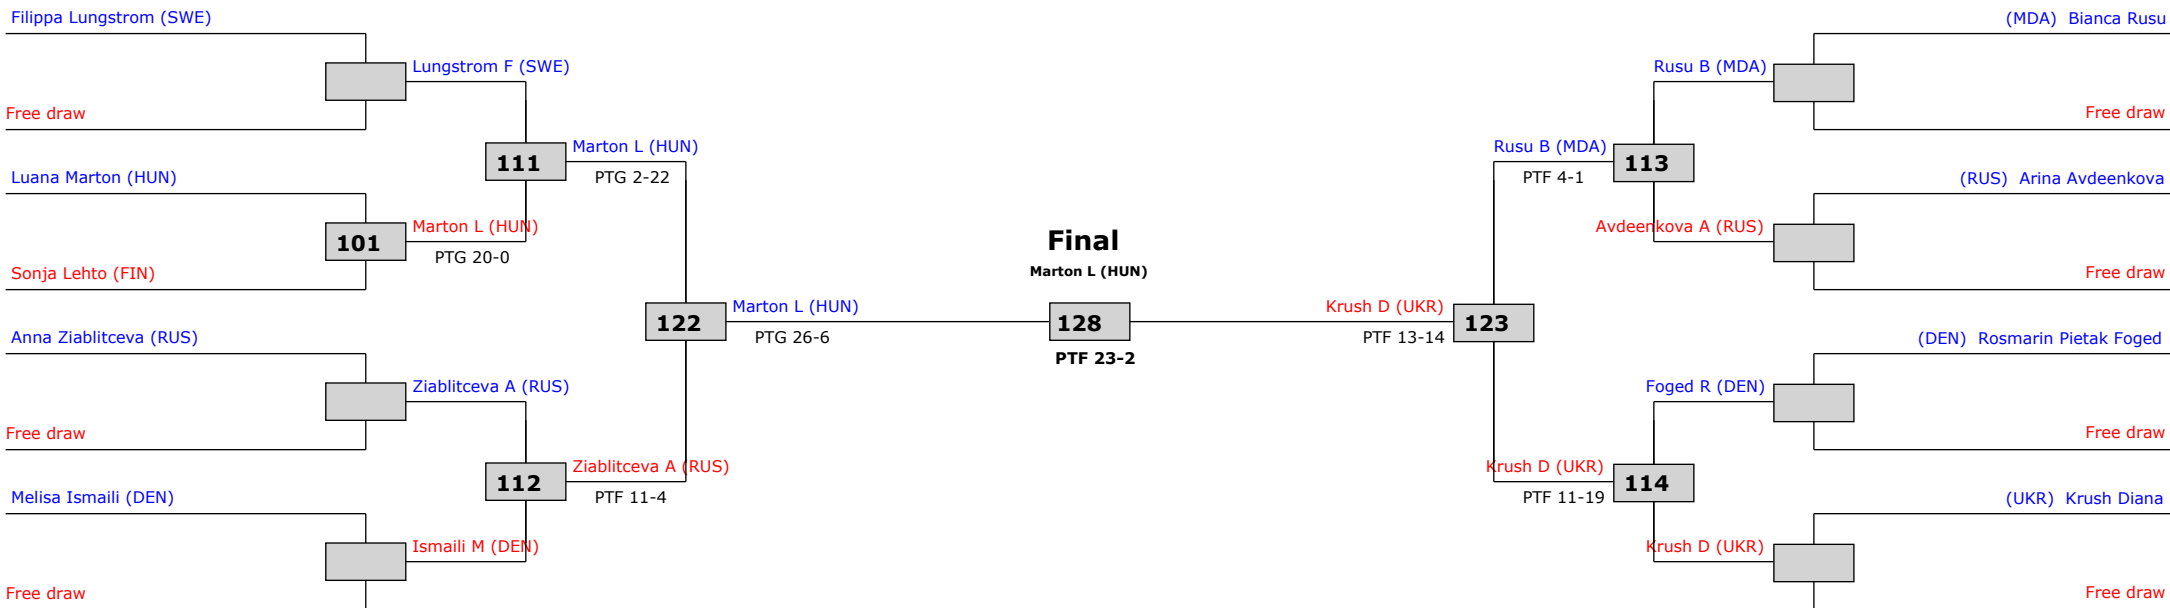 Filippa Lungstrom (SWE)
(MDA) Bianca Rusu
Lungstrom F (SWE)
Rusu B (MDA)
Free draw
Free draw
Marton L (HUN)
Rusu B (MDA)
111
113
PTG 2-22
PTF 4-1
Luana Marton (HUN)
(RUS) Arina Avdeenkova
Marton L (HUN)
Avdeenkova A (RUS)
101
PTG 20-0
Final
Marton L (HUN)
Sonja Lehto (FIN)
Free draw
Marton L (HUN)
Krush D (UKR)
122
128
123
PTG 26-6
PTF 13-14
PTF 23-2
Anna Ziablitceva (RUS)
(DEN) Rosmarin Pietak Foged
Ziablitceva A (RUS)
Foged R (DEN)
Free draw
Free draw
Ziablitceva A (RUS)
Krush D (UKR)
112
114
PTF 11-4
PTF 11-19
Melisa Ismaili (DEN)
(UKR) Krush Diana
Ismaili M (DEN)
Krush D (UKR)
Free draw
Free draw